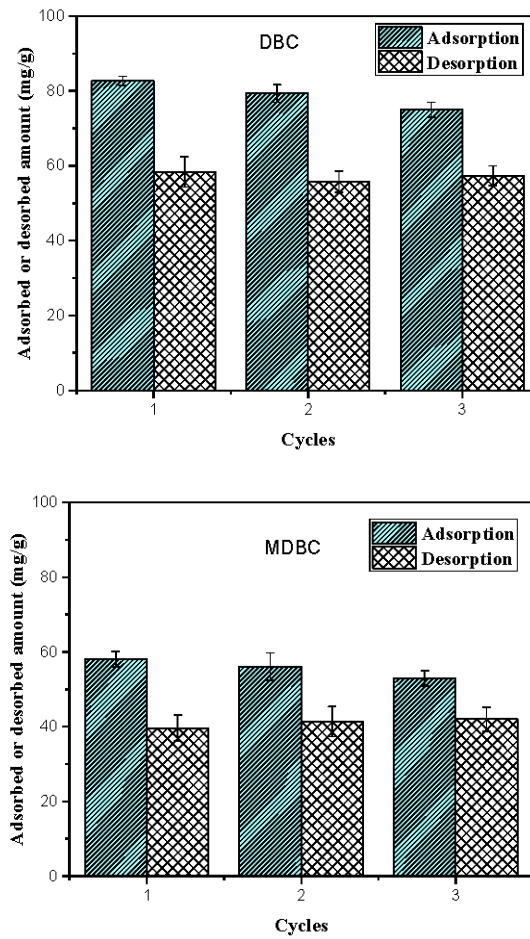 100
80
60
40
20
0
Adsorbed or desorbed amount (mg/g)
DBC
Adsorption
Desorption
1 2 3
Cycles
100
80
60
40
20
0
Adsorbed or desorbed amount (mg/g)
MDBC
Adsorption
Desorption
1 2 3
Cycles